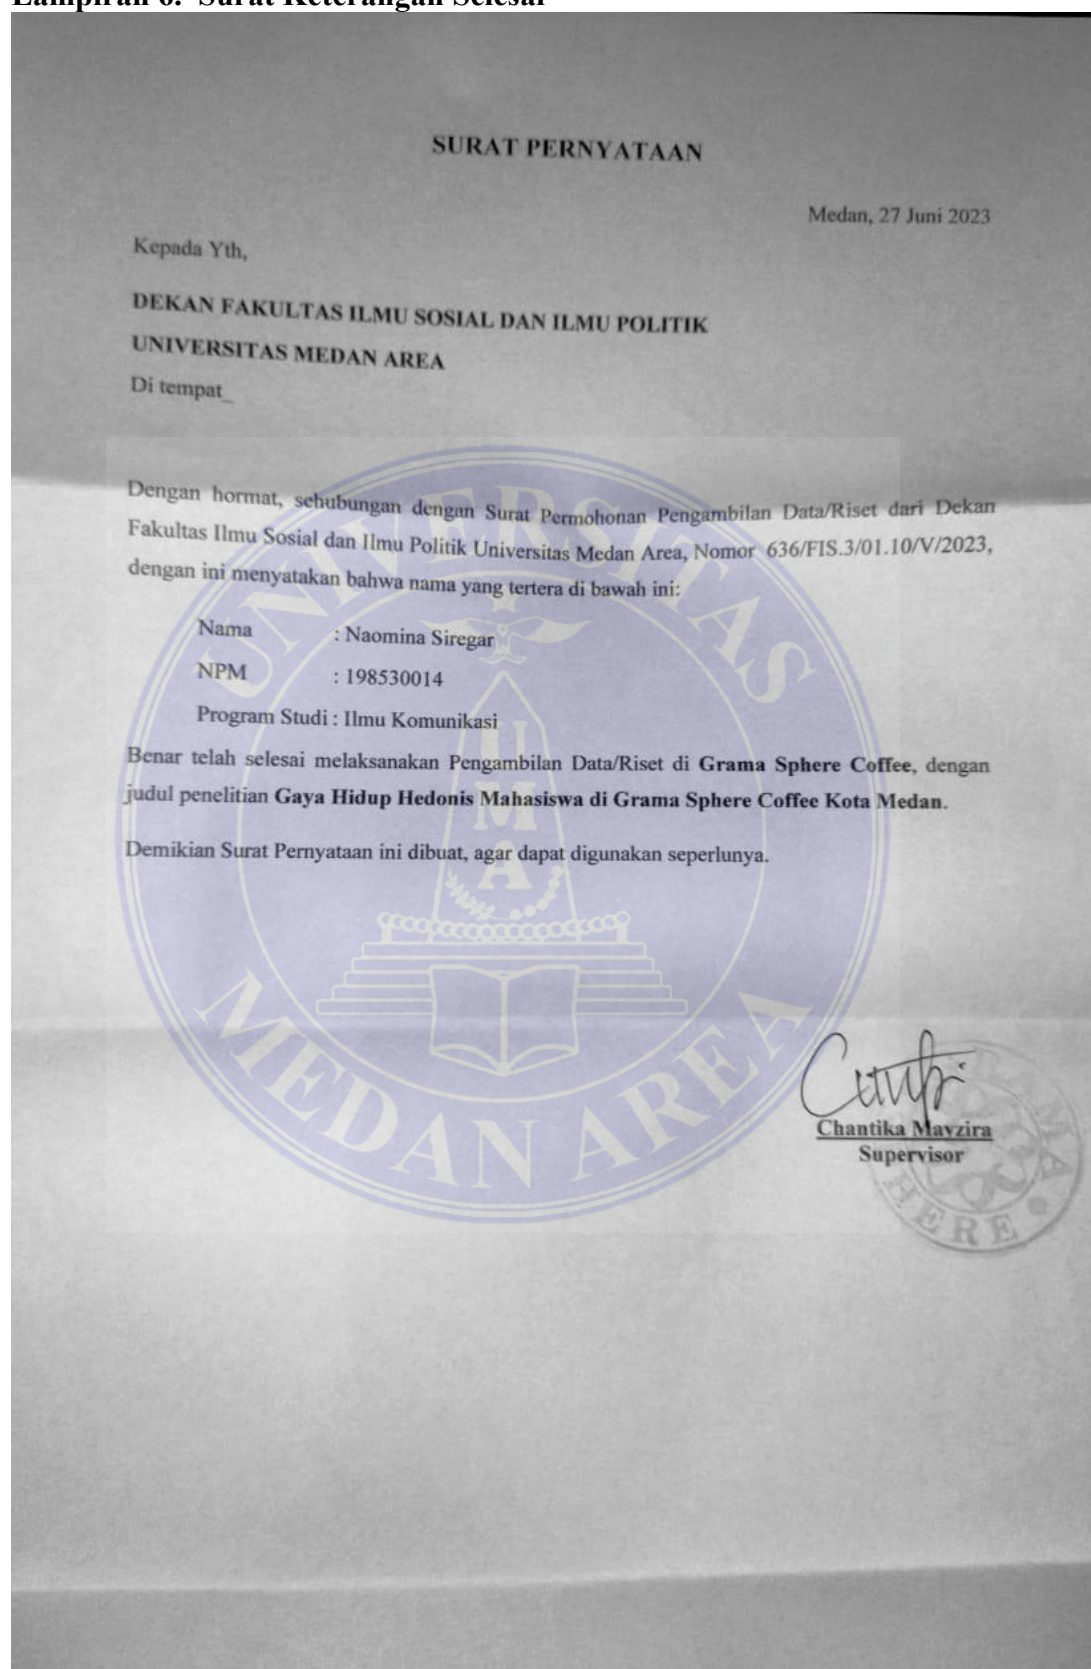 Lampiran 6. Surat Keterangan Selesai
SURAT PERNYATAAN
Medan, 27 Juni 2023
Kepada Yth,
DEKAN FAKULTAS ILMU SOSIAL DAN ILMU POLITIK
UNIVERSITAS MEDAN AREA
Di tempat_
Dengan hormat, sehubungan dengan Surat Permohonan Pengambilan Data/Riset dari Dekan
Fakultas Ilmu Sosial dan Ilmu Politik Universitas Medan Area, Nomor 636/FIS.3/01.10/V/2023,
dengan ini menyatakan bahwa nama yang tertera di bawah ini:
Nama : Naomina Siregar
NPM : 198530014
Program Studi : Ilmu Komunikasi
Benar telah selesai melaksanakan Pengambilan Data/Riset di Grama Sphere Coffee, dengan
judul penelitian Gaya Hidup Hedonis Mahasiswa di Grama Sphere Coffee Kota Medan.
Demikian Surat Pernyataan ini dibuat, agar dapat digunakan seperlunya.
Chantika Mavzira
Supervisor
UNIVERSITAS
UMA
MEDAN AREA